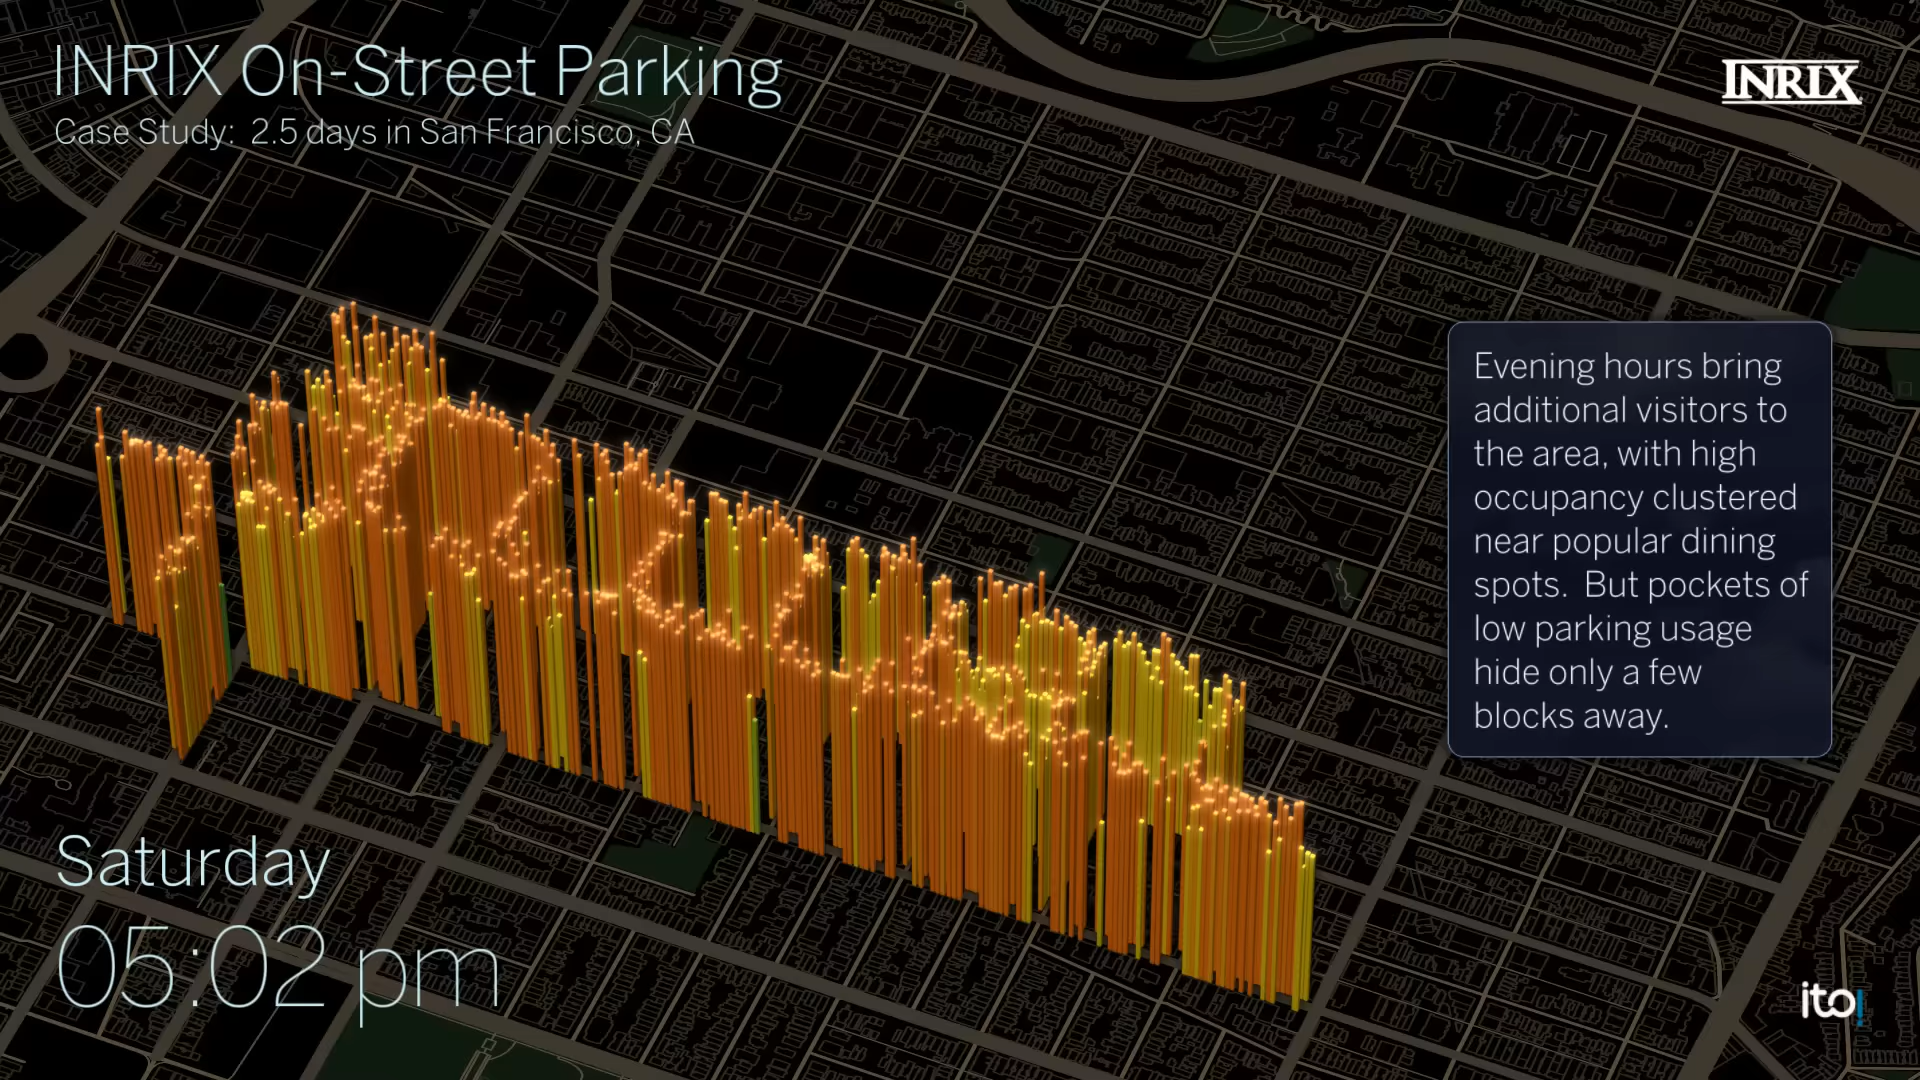 INRIX On-Street Parking
INRIX
Case Study: 2.5 days in San Francisco, CA
Evening hours bring
additional visitors to
the area, with high
occupancy clustered
near popular dining
spots. But pockets of
low parking usage
hide only a few
blocks away.
Saturday
05:02 pm
ito!